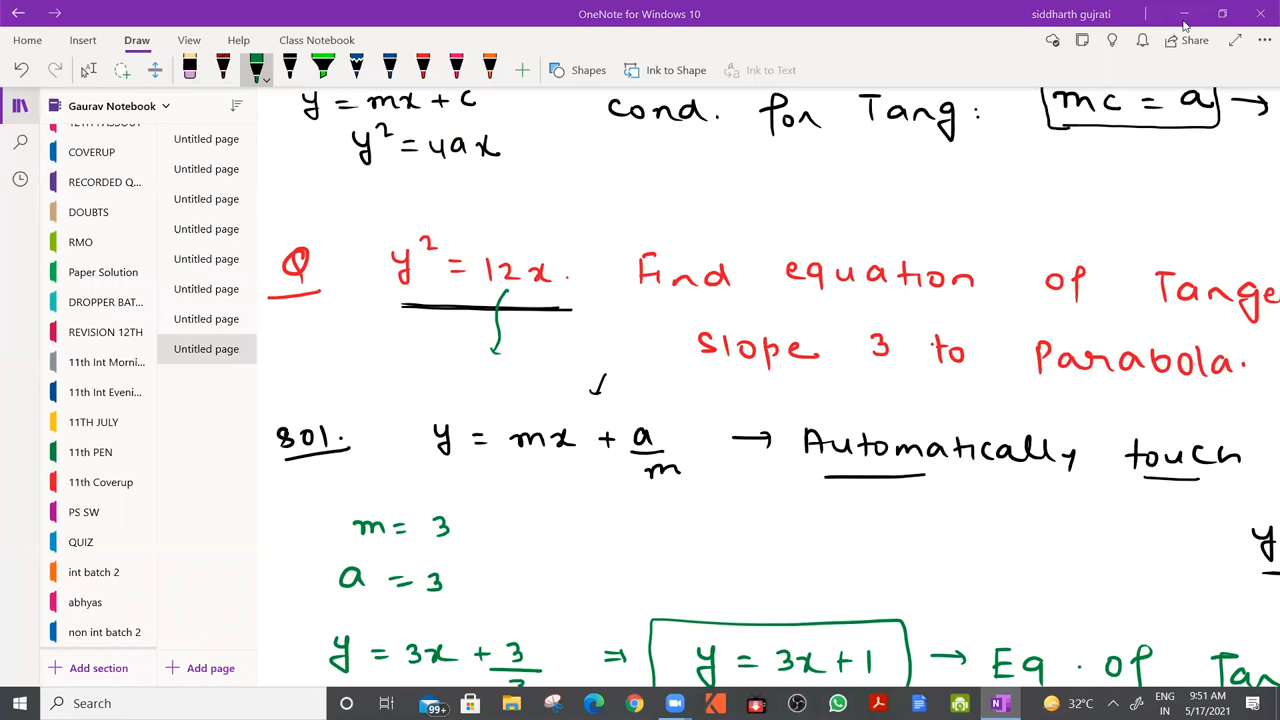 OneNote for Windows 10
siddharth gujrati
Home Insert Draw View Help Class Notebook
Share
Shapes Ink to Shape Ink to Text
Gaurav Notebook
COVERUP
RECORDED Q...
DOUBTS
RMO
Paper Solution
DROPPER BAT...
REVISION 12TH
11th Int Morni...
11th Int Eveni...
11TH JULY
11th PEN
11th Coverup
PS SW
QUIZ
int batch 2
abhyas
non int batch 2
Add section
Untitled page
Untitled page
Untitled page
Untitled page
Untitled page
Untitled page
Untitled page
Untitled page
Add page
y = mx + c cond. for Tang: mc = a →
y² = 4ax
Q y² = 12x. Find equation of Tange
slope 3 to Parabola.
sol. y = mx + a/m → Automatically touch
y
m = 3
a = 3
y = 3x + 3/3 ⇒ y = 3x+1 → Eq. of Tan
Search
99+
32°C
ENG
IN
9:51 AM
5/17/2021